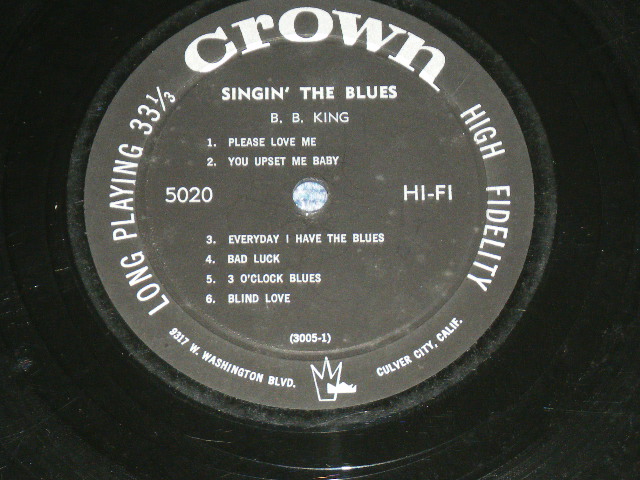 crown
SINGIN' THE BLUES
B. B. KING
1. PLEASE LOVE ME
2. YOU UPSET ME BABY
5020 HI-FI
3. EVERYDAY I HAVE THE BLUES
4. BAD LUCK
5. 3 O'CLOCK BLUES
6. BLIND LOVE
(3005-1)
LONG PLAYING 33⅓
HIGH FIDELITY
9317 W. WASHINGTON BLVD. CULVER CITY, CALIF.